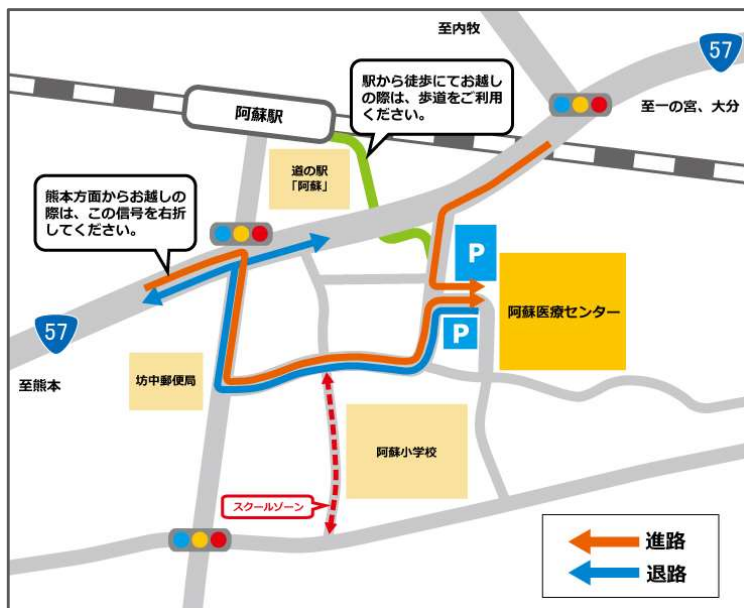 至内牧
57
阿蘇駅
駅から徒歩にてお越し
の際は、歩道をご利用
ください。
至一の宮、大分
道の駅
「阿蘇」
熊本方面からお越しの
際は、この信号を右折
してください。
P
阿蘇医療センター
P
57
至熊本
坊中郵便局
阿蘇小学校
スクールゾーン
進路
退路